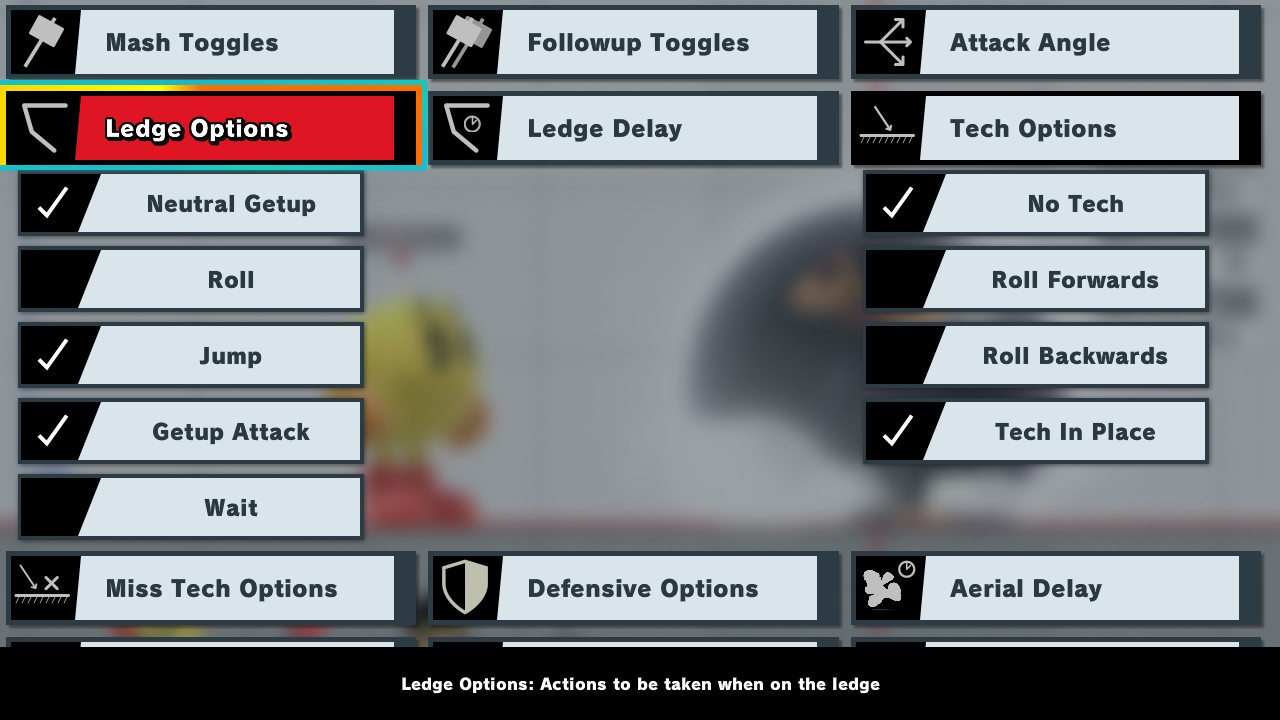 Mash Toggles
Followup Toggles
Attack Angle
Ledge Options
Ledge Delay
Tech Options
Neutral Getup
Roll
Jump
Getup Attack
Wait
No Tech
Roll Forwards
Roll Backwards
Tech In Place
Miss Tech Options
Defensive Options
Aerial Delay
Ledge Options: Actions to be taken when on the ledge